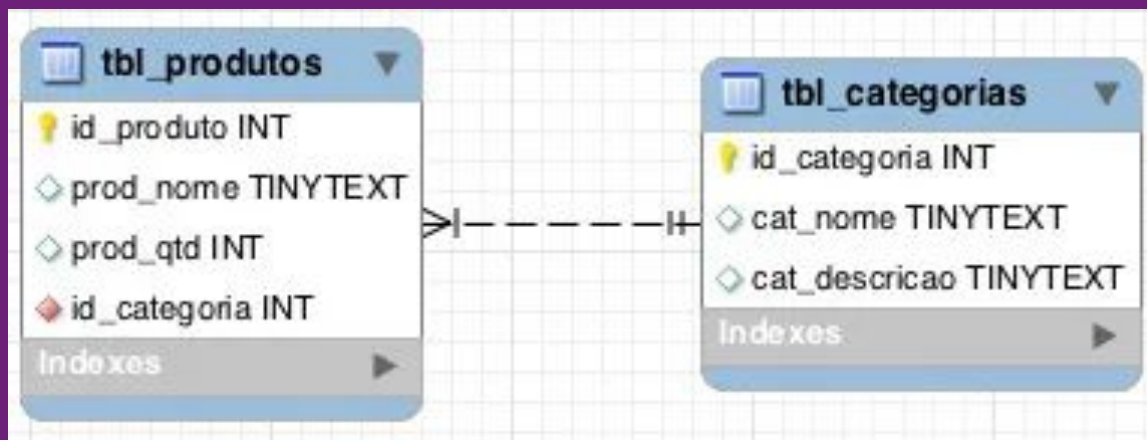 tbl_produtos
id_produto INT
prod_nome TINYTEXT
prod_qtd INT
id_categoria INT
Indexes
tbl_categorias
id_categoria INT
cat_nome TINYTEXT
cat_descricao TINYTEXT
Indexes